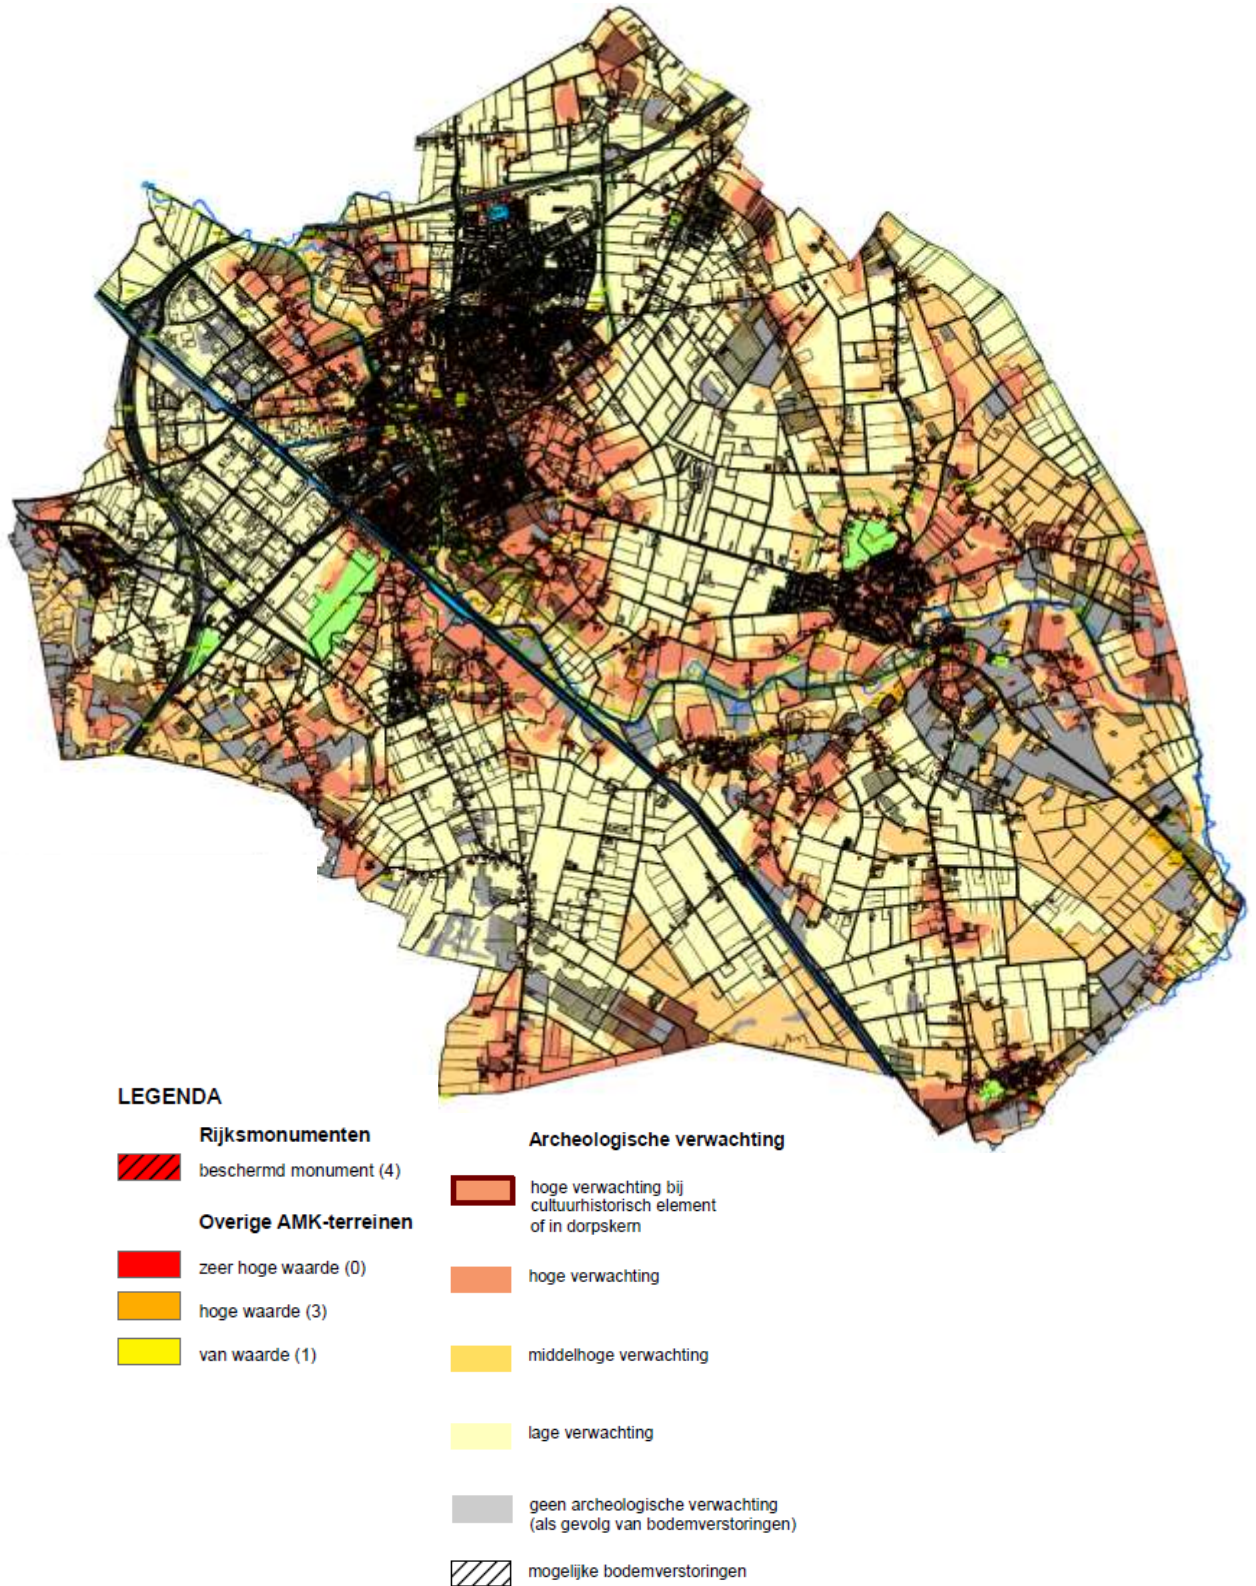 LEGENDA
Rijksmonumenten
beschermd monument (4)
Overige AMK-terreinen
zeer hoge waarde (0)
hoge waarde (3)
van waarde (1)
Archeologische verwachting
hoge verwachting bij
cultuurhistorisch element
of in dorpskern
hoge verwachting
middelhoge verwachting
lage verwachting
geen archeologische verwachting
(als gevolg van bodemverstoringen)
mogelijke bodemverstoringen